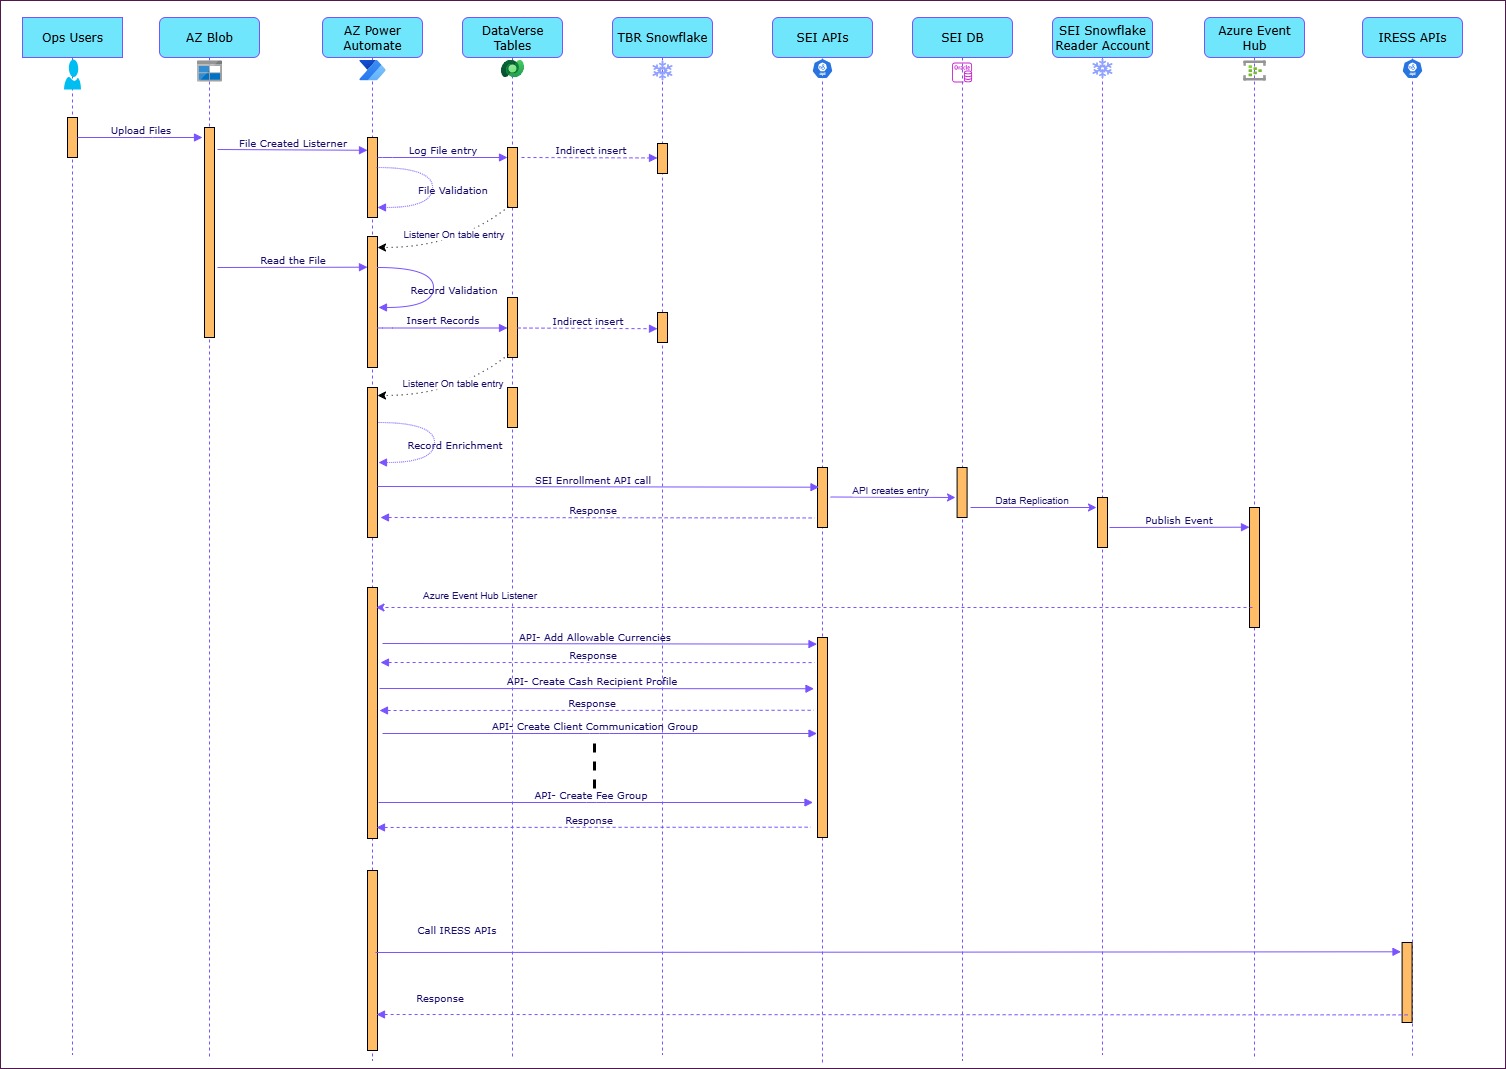 Ops Users
AZ Blob
AZ Power
Automate
DataVerse
Tables
TBR Snowflake
SEI APIs
SEI DB
SEI Snowflake
Reader Account
Azure Event
Hub
IRESS APIs
Oracle
Upload Files
File Created Listerner
Log File entry
Indirect insert
File Validation
Listener On table entry
Read the File
Record Validation
Insert Records
Indirect insert
Listener On table entry
Record Enrichment
SEI Enrollment API call
API creates entry
Data Replication
Response
Publish Event
Azure Event Hub Listener
API- Add Allowable Currencies
Response
API- Create Cash Recipient Profile
Response
API- Create Client Communication Group
API- Create Fee Group
Response
Call IRESS APIs
Response